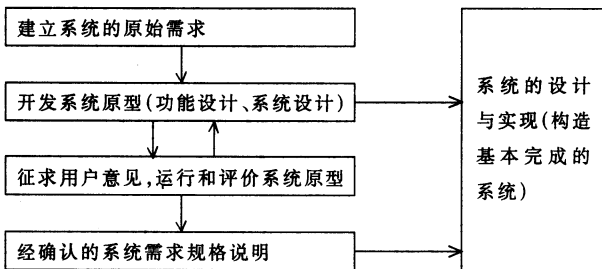 建立系统的原始需求
开发系统原型(功能设计、系统设计)
征求用户意见,运行和评价系统原型
经确认的系统需求规格说明
系统的设计
与实现(构造
基本完成的
系统)